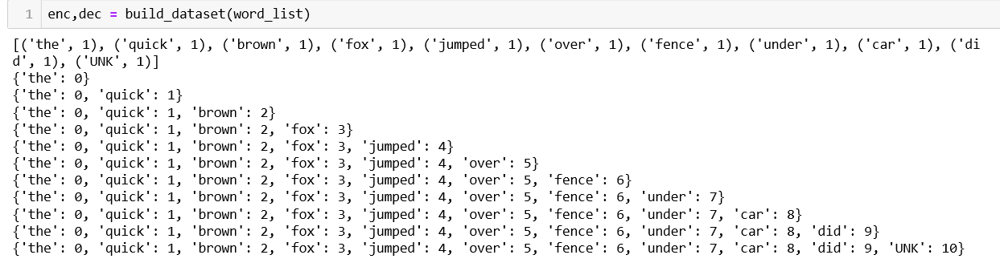 1 enc,dec = build_dataset(word_list)
[('the', 1), ('quick', 1), ('brown', 1), ('fox', 1), ('jumped', 1), ('over', 1), ('fence', 1), ('under', 1), ('car', 1), ('di
d', 1), ('UNK', 1)]
{'the': 0}
{'the': 0, 'quick': 1}
{'the': 0, 'quick': 1, 'brown': 2}
{'the': 0, 'quick': 1, 'brown': 2, 'fox': 3}
{'the': 0, 'quick': 1, 'brown': 2, 'fox': 3, 'jumped': 4}
{'the': 0, 'quick': 1, 'brown': 2, 'fox': 3, 'jumped': 4, 'over': 5}
{'the': 0, 'quick': 1, 'brown': 2, 'fox': 3, 'jumped': 4, 'over': 5, 'fence': 6}
{'the': 0, 'quick': 1, 'brown': 2, 'fox': 3, 'jumped': 4, 'over': 5, 'fence': 6, 'under': 7}
{'the': 0, 'quick': 1, 'brown': 2, 'fox': 3, 'jumped': 4, 'over': 5, 'fence': 6, 'under': 7, 'car': 8}
{'the': 0, 'quick': 1, 'brown': 2, 'fox': 3, 'jumped': 4, 'over': 5, 'fence': 6, 'under': 7, 'car': 8, 'did': 9}
{'the': 0, 'quick': 1, 'brown': 2, 'fox': 3, 'jumped': 4, 'over': 5, 'fence': 6, 'under': 7, 'car': 8, 'did': 9, 'UNK': 10}